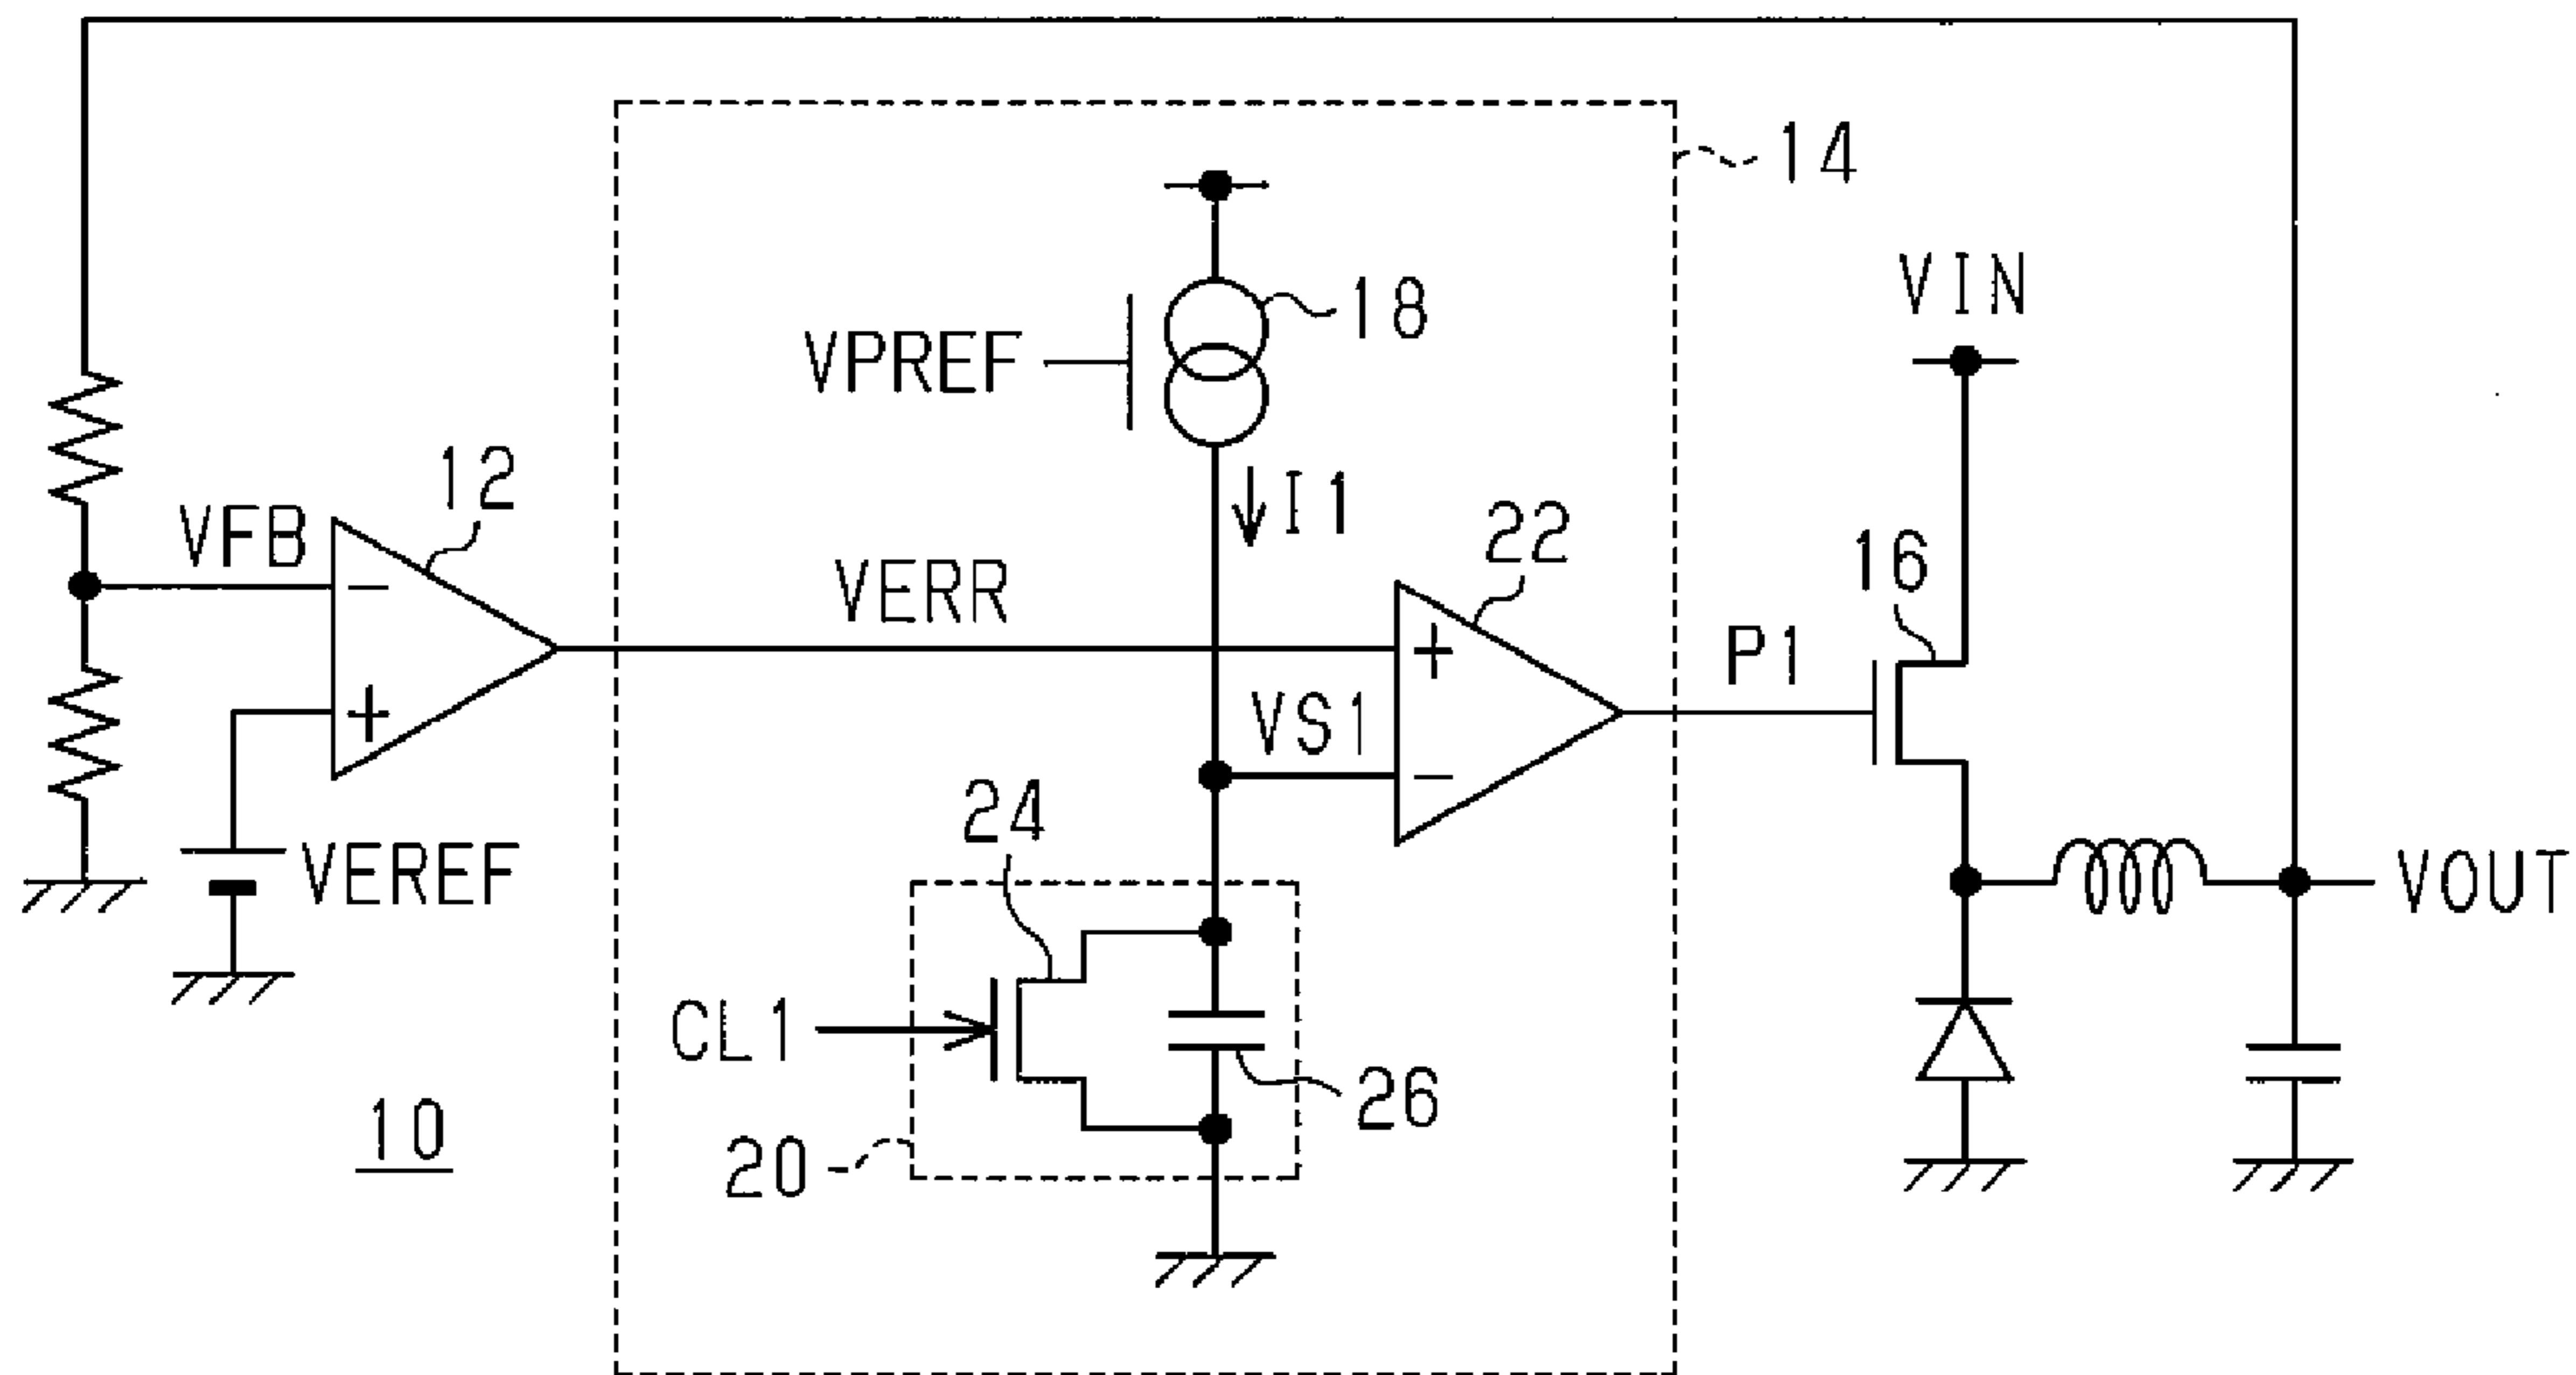 14
VIN
18
VPREF
I1
12
22
16
VFB
VERR
P1
VS1
24
VEREF
VOUT
CL1
26
10
20